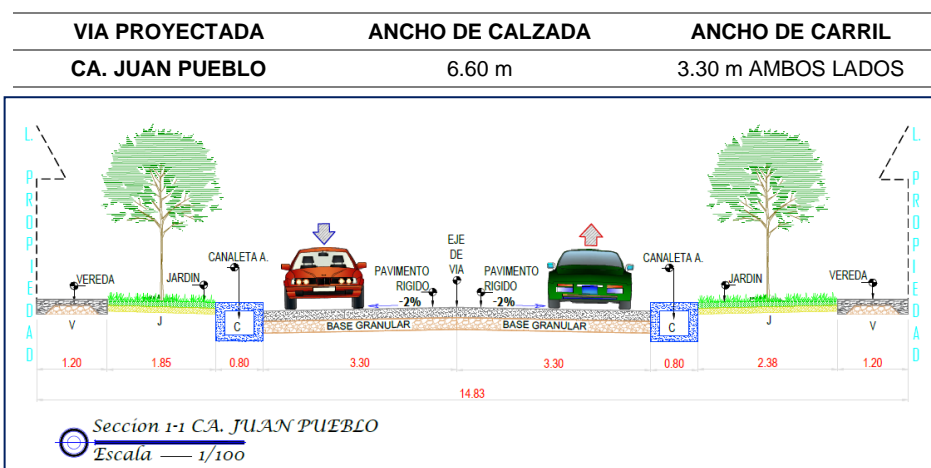 VIA PROYECTADA ANCHO DE CALZADA ANCHO DE CARRIL
CA. JUAN PUEBLO 6.60 m 3.30 m AMBOS LADOS
L. PROPIEDAD
L. PROPIEDAD
EJE
DE
VIA
CANALETA A.
CANALETA A.
VEREDA
JARDIN
PAVIMENTO
RIGIDO
-2%
PAVIMENTO
RIGIDO
-2%
JARDIN
VEREDA
V
J
C
BASE GRANULAR
BASE GRANULAR
C
J
V
1.20 1.85 0.80 3.30 3.30 0.80 2.38 1.20
14.83
Seccion 1-1 CA. JUAN PUEBLO
Escala — 1/100